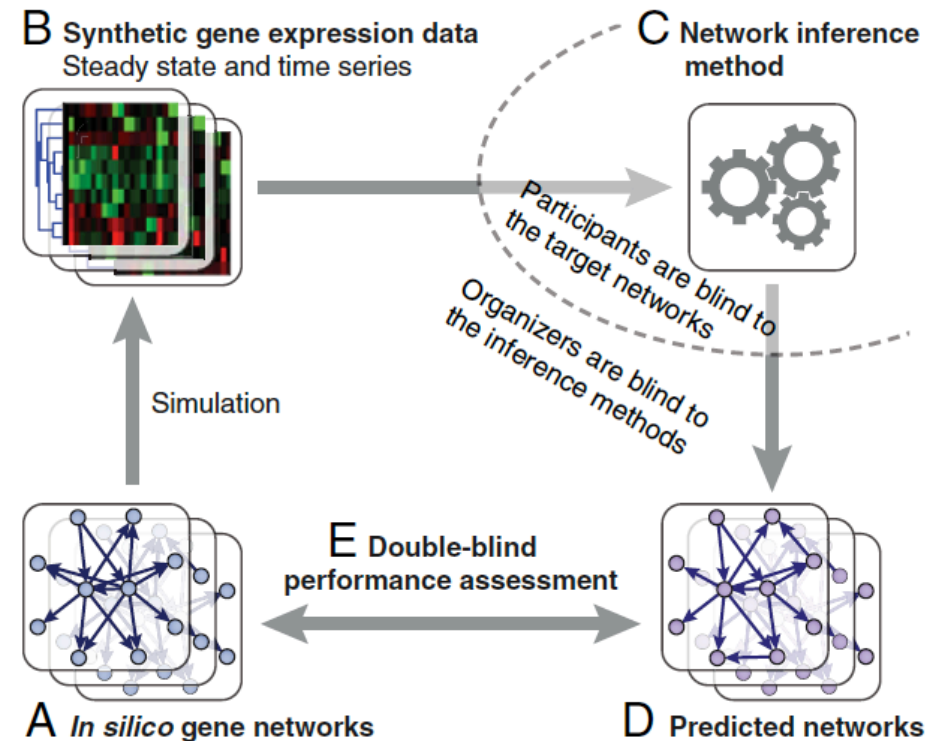 B Synthetic gene expression data
Steady state and time series
C Network inference
method
Participants are blind to
the target networks
Organizers are blind to
the inference methods
Simulation
E Double-blind
performance assessment
A In silico gene networks
D Predicted networks